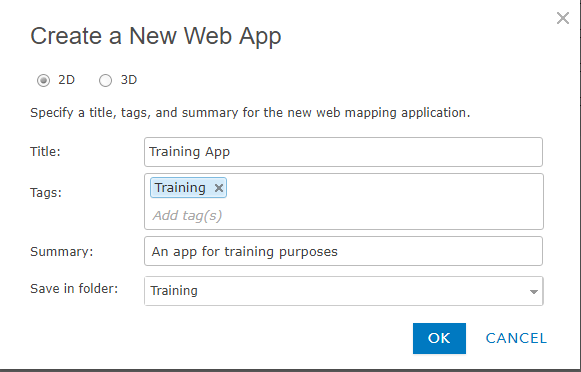 Create a New Web App
2D 3D
Specify a title, tags, and summary for the new web mapping application.
Title: Training App
Tags: Training
Add tag(s)
Summary: An app for training purposes
Save in folder: Training
OK CANCEL